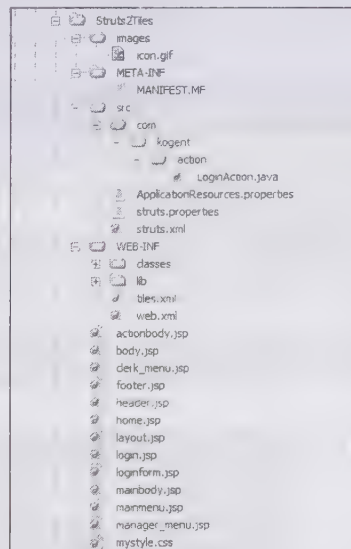 Struts2Tiles
images
icon.gif
META-INF
MANIFEST.MF
src
com
kogent
action
LoginAction.java
ApplicationResources.properties
struts.properties
struts.xml
WEB-INF
classes
lib
tiles.xml
web.xml
actionbody.jsp
body.jsp
clerk_menu.jsp
footer.jsp
header.jsp
home.jsp
layout.jsp
login.jsp
loginform.jsp
mainbody.jsp
mainmenu.jsp
manager_menu.jsp
mystyle.css